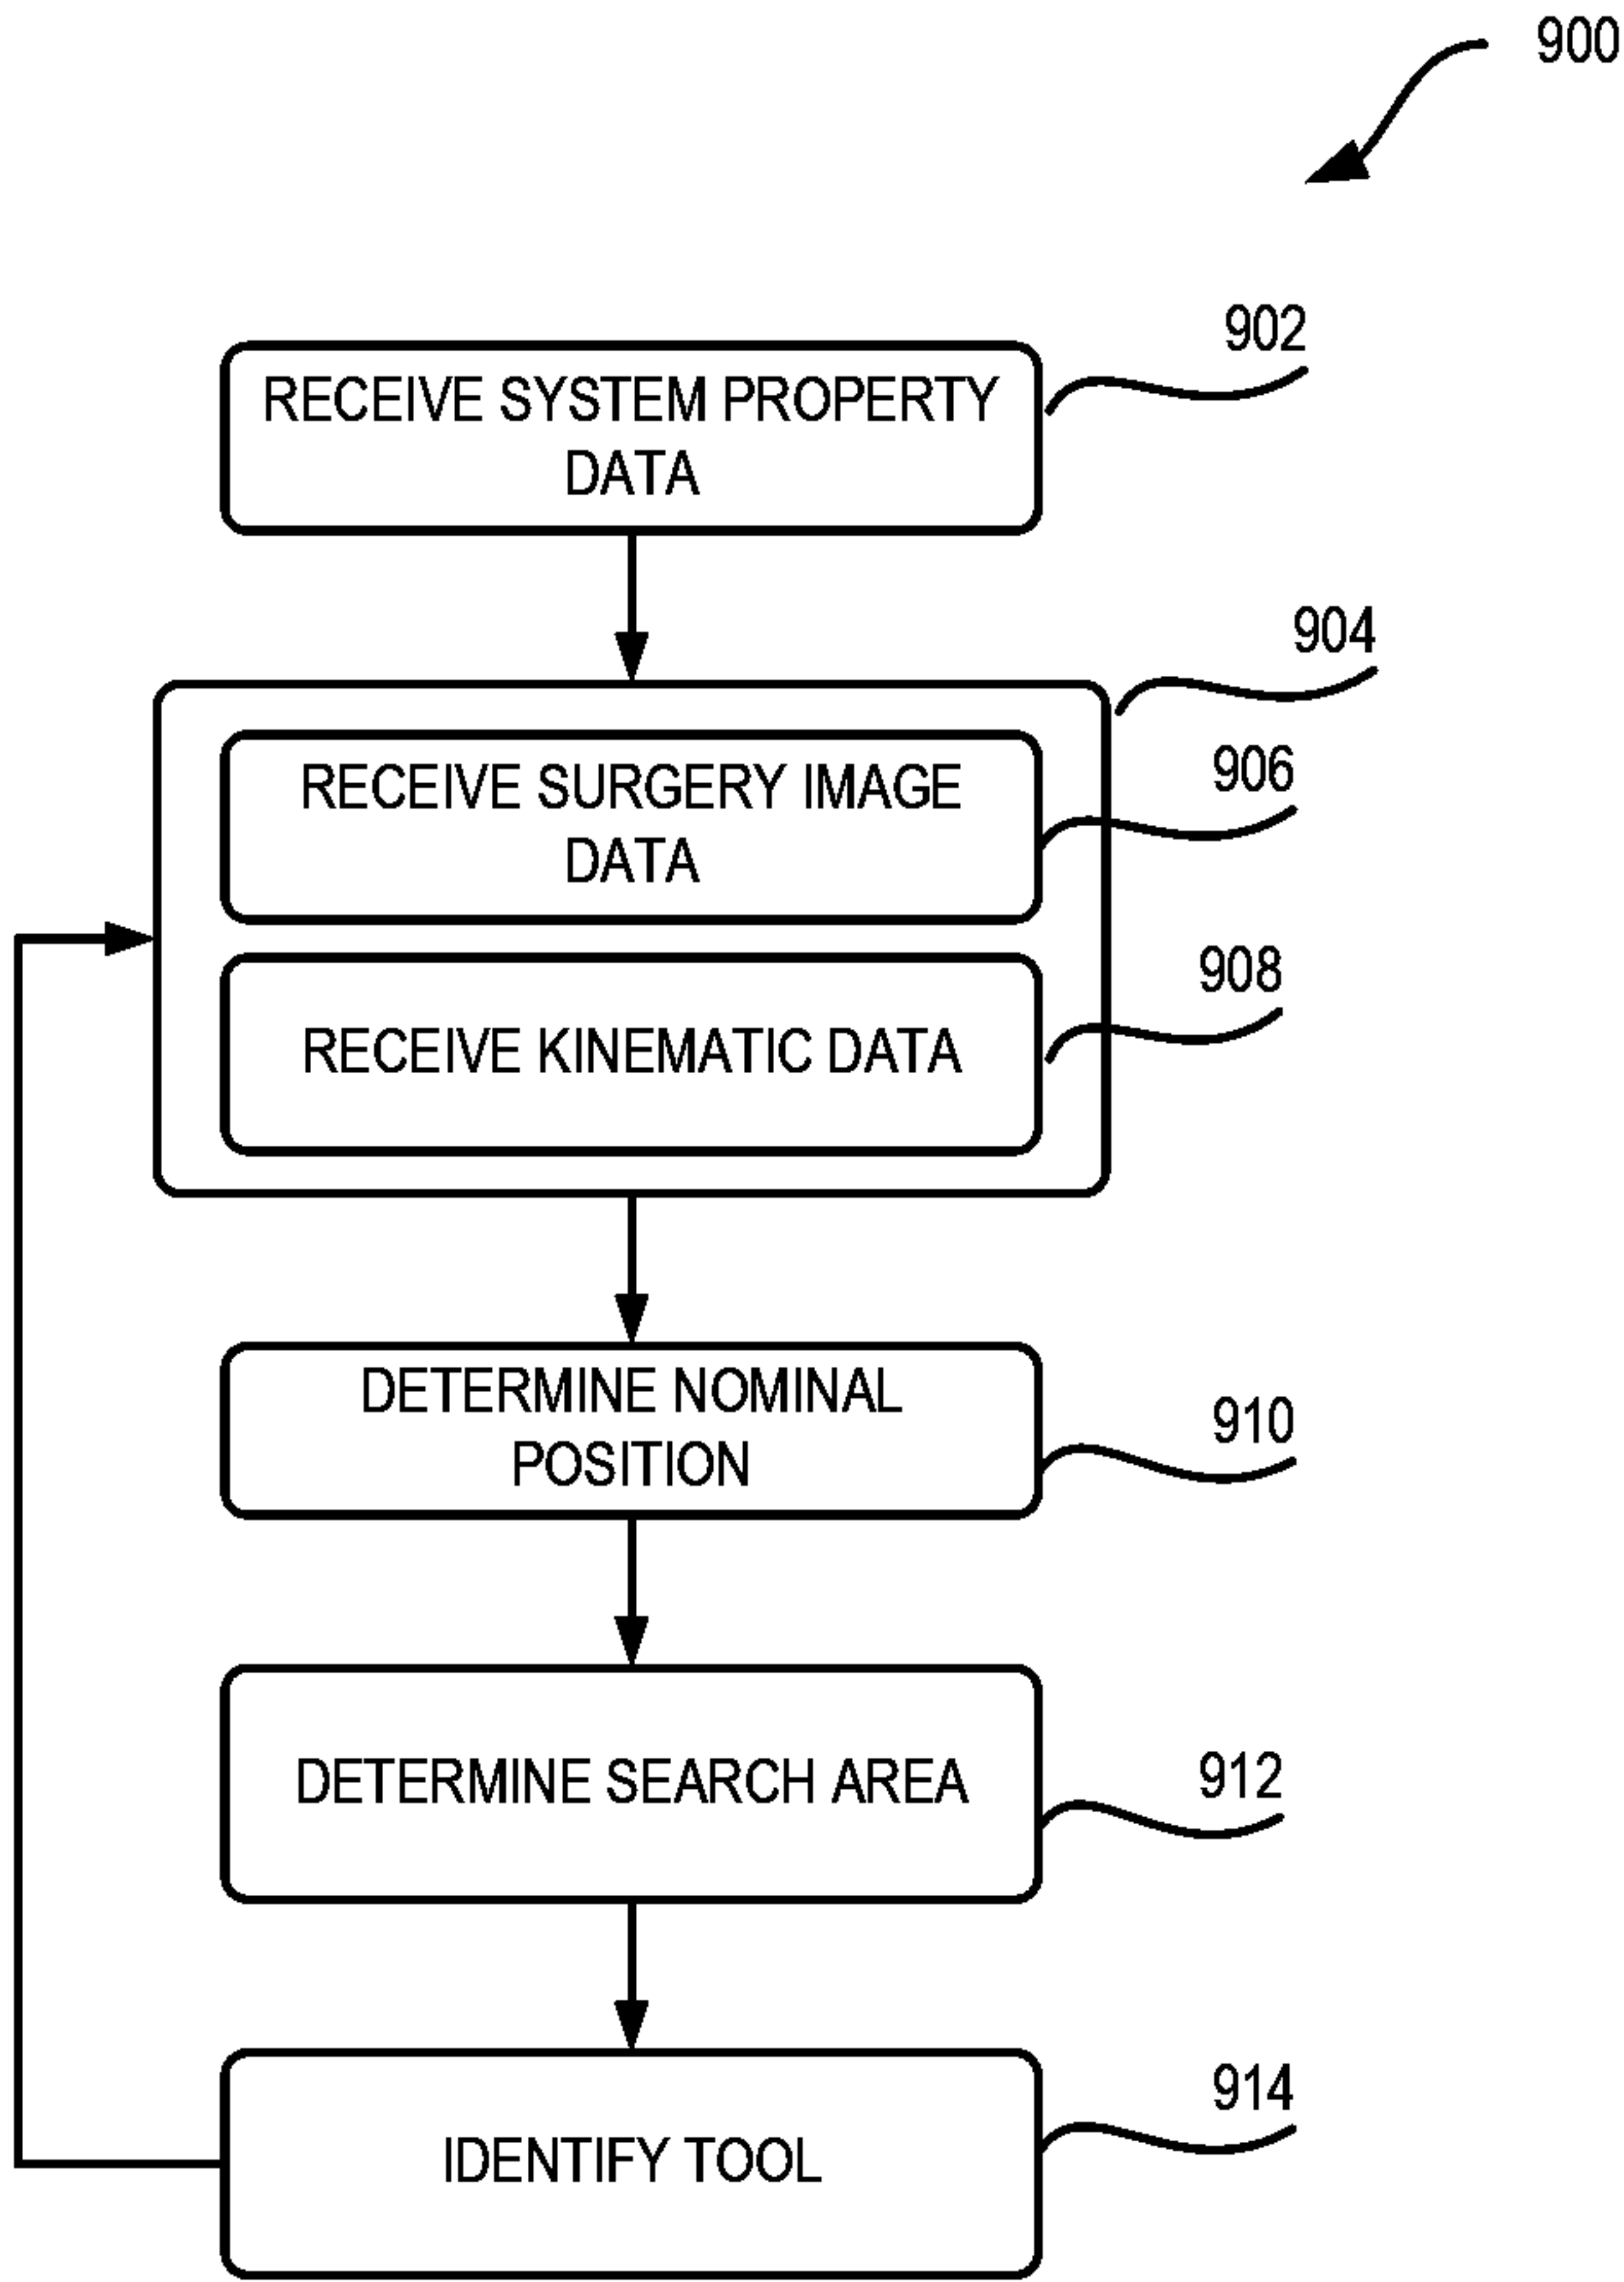 900
902
RECEIVE SYSTEM PROPERTY
DATA
904
906
RECEIVE SURGERY IMAGE
DATA
908
RECEIVE KINEMATIC DATA
910
DETERMINE NOMINAL
POSITION
912
DETERMINE SEARCH AREA
914
IDENTIFY TOOL